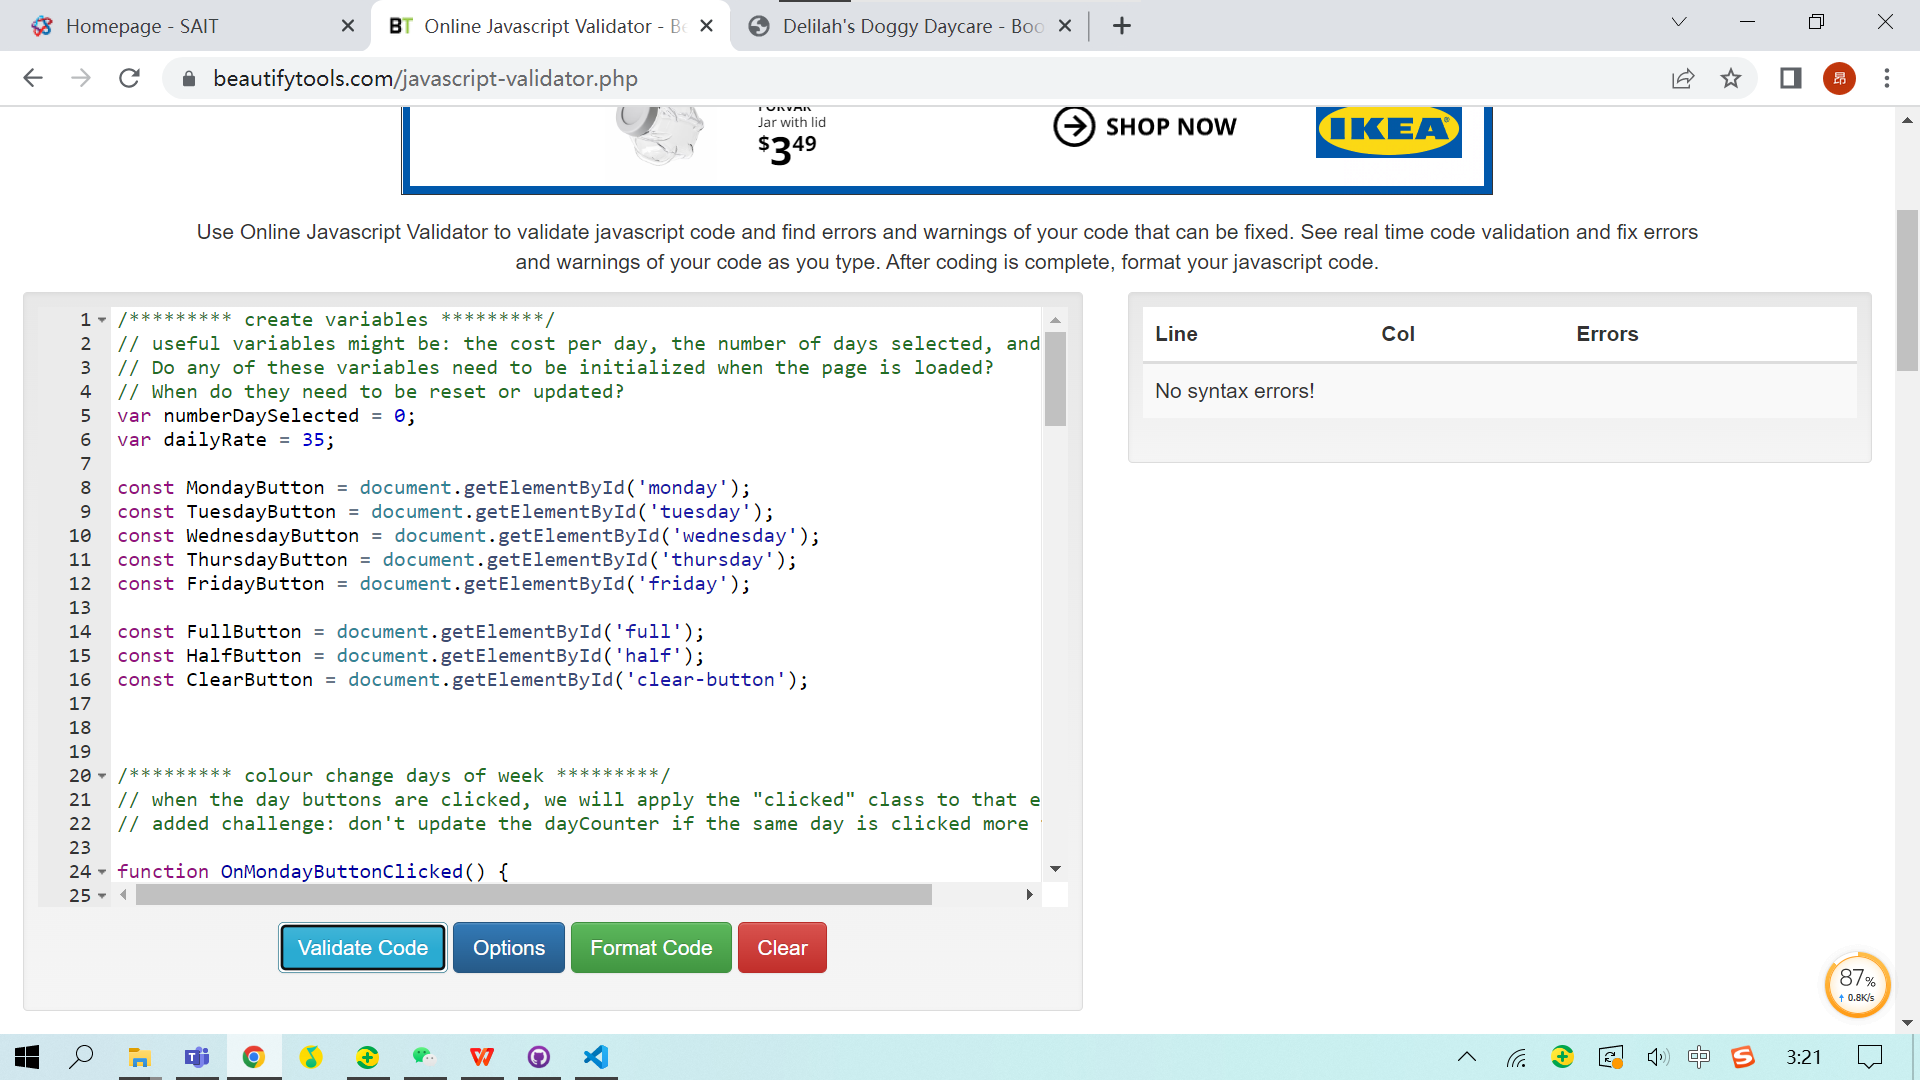 Homepage - SAIT
BT Online Javascript Validator - Be
Delilah's Doggy Daycare - Boo
beautifytools.com/javascript-validator.php
昂
Jar with lid
$3 49
SHOP NOW
IKEA
Use Online Javascript Validator to validate javascript code and find errors and warnings of your code that can be fixed. See real time code validation and fix errors
and warnings of your code as you type. After coding is complete, format your javascript code.
1 /********* create variables *********/
2 // useful variables might be: the cost per day, the number of days selected, and
3 // Do any of these variables need to be initialized when the page is loaded?
4 // When do they need to be reset or updated?
5 var numberDaySelected = 0;
6 var dailyRate = 35;
7
8 const MondayButton = document.getElementById('monday');
9 const TuesdayButton = document.getElementById('tuesday');
10 const WednesdayButton = document.getElementById('wednesday');
11 const ThursdayButton = document.getElementById('thursday');
12 const FridayButton = document.getElementById('friday');
13
14 const FullButton = document.getElementById('full');
15 const HalfButton = document.getElementById('half');
16 const ClearButton = document.getElementById('clear-button');
17
18
19
20 /********* colour change days of week *********/
21 // when the day buttons are clicked, we will apply the "clicked" class to that e
22 // added challenge: don't update the dayCounter if the same day is clicked more
23
24 function OnMondayButtonClicked() {
25
Line Col Errors
No syntax errors!
Validate Code Options Format Code Clear
87%
↑ 0.8K/s
中
3:21